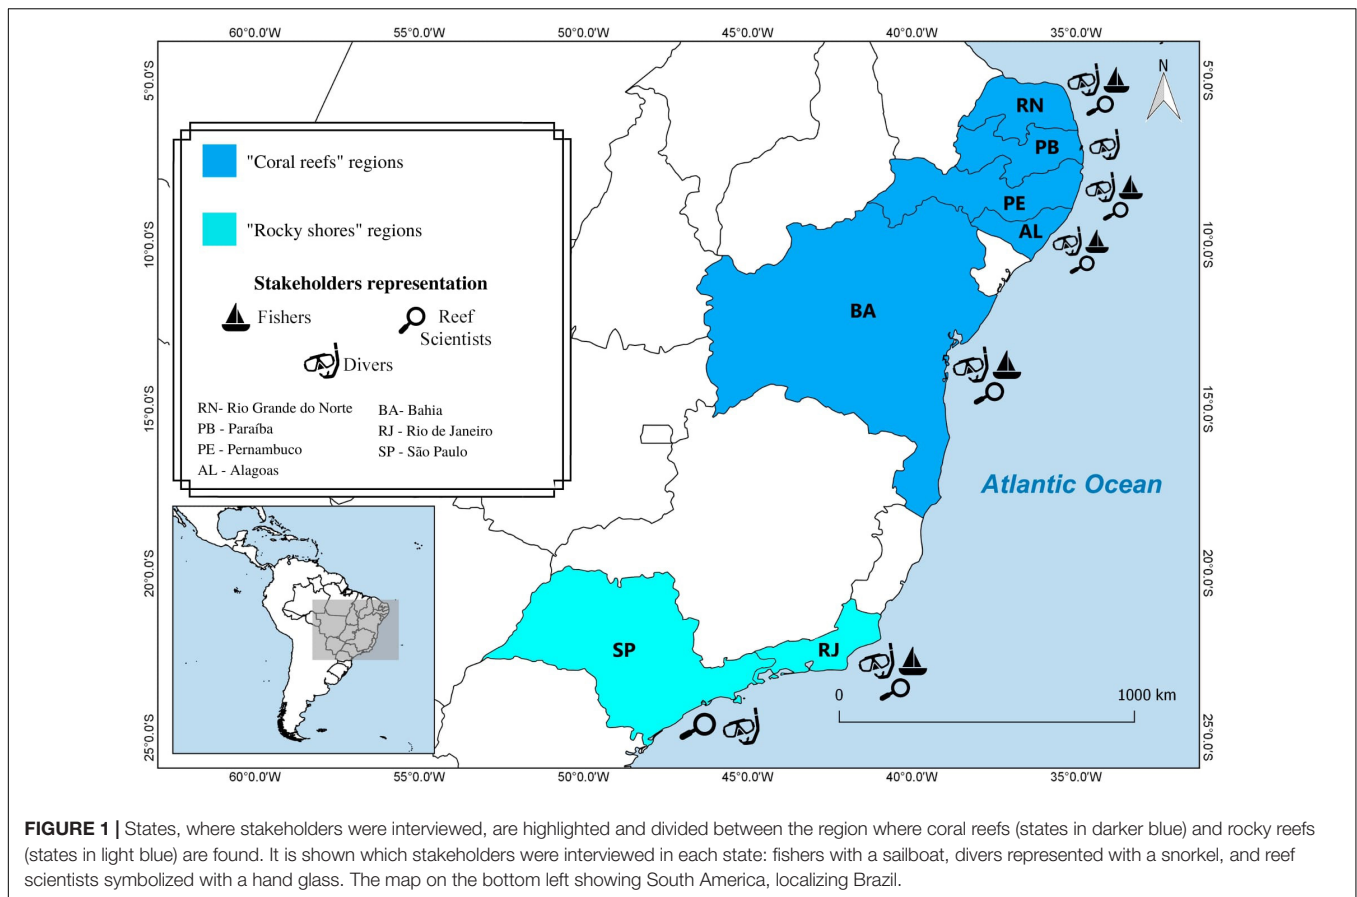 60°0.0'W 55°0.0'W 50°0.0'W 45°0.0'W 40°0.0'W 35°0.0'W
5°0.0'S
10°0.0'S
15°0.0'S
20°0.0'S
25°0.0'S
"Coral reefs" regions
"Rocky shores" regions
Stakeholders representation
Fishers
Reef
Scientists
Divers
RN- Rio Grande do Norte
PB - Paraíba
PE - Pernambuco
AL - Alagoas
BA- Bahia
RJ - Rio de Janeiro
SP - São Paulo
N
RN
PB
PE
AL
BA
Atlantic Ocean
SP
RJ
0 1000 km
5°0.0'S
10°0.0'S
15°0.0'S
20°0.0'S
25°0.0'S
60°0.0'W 55°0.0'W 50°0.0'W 45°0.0'W 40°0.0'W 35°0.0'W
FIGURE 1 | States, where stakeholders were interviewed, are highlighted and divided between the region where coral reefs (states in darker blue) and rocky reefs
(states in light blue) are found. It is shown which stakeholders were interviewed in each state: fishers with a sailboat, divers represented with a snorkel, and reef
scientists symbolized with a hand glass. The map on the bottom left showing South America, localizing Brazil.